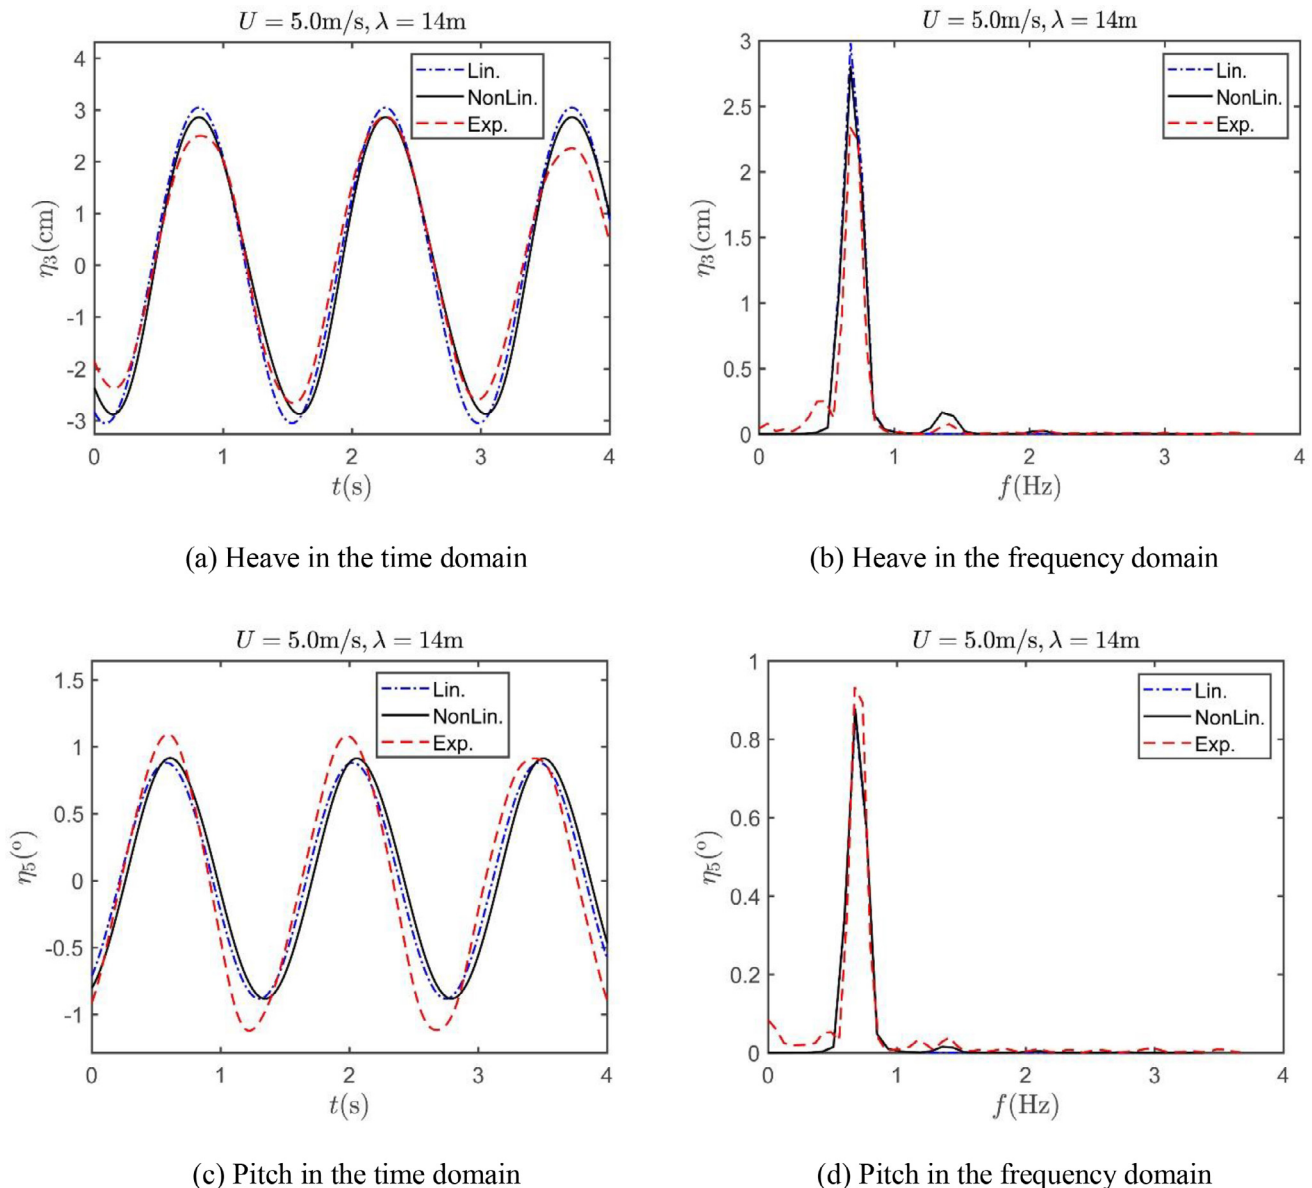 U = 5.0m/s, λ = 14m
4
3
2
1
0
-1
-2
-3
η₃(cm)
Lin.
NonLin.
Exp.
0 1 2 3 4
t(s)
(a) Heave in the time domain
U = 5.0m/s, λ = 14m
3
2.5
2
1.5
1
0.5
0
η₃(cm)
Lin.
NonLin.
Exp.
0 1 2 3 4
f(Hz)
(b) Heave in the frequency domain
U = 5.0m/s, λ = 14m
1.5
1
0.5
0
-0.5
-1
η₅(º)
Lin.
NonLin.
Exp.
0 1 2 3 4
t(s)
(c) Pitch in the time domain
U = 5.0m/s, λ = 14m
1
0.8
0.6
0.4
0.2
0
η₅(º)
Lin.
NonLin.
Exp.
0 1 2 3 4
f(Hz)
(d) Pitch in the frequency domain